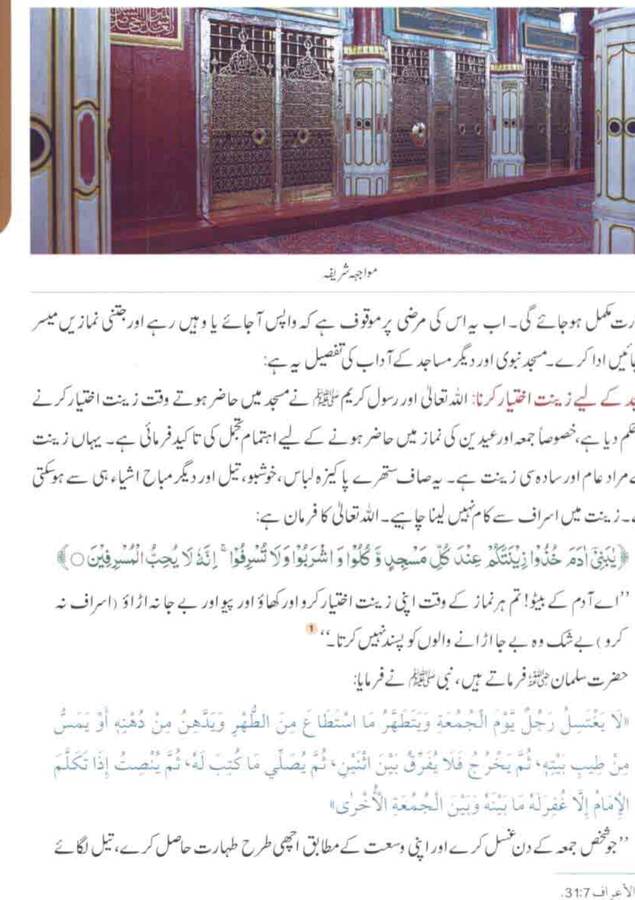 مواجہہ شریفہ
رت مکمل ہو جائے گی۔ اب یہ اس کی مرضی پر موقوف ہے کہ واپس آ جائے یا وہیں رہے اور جتنی نمازیں میسر
جائیں ادا کرے۔ مسجد نبوی اور دیگر مساجد کے آداب کی تفصیل یہ ہے:
جد کے لیے زینت اختیار کرنا: اللہ تعالیٰ اور رسول کریم ﷺ نے مسجد میں حاضر ہوتے وقت زینت اختیار کرنے
حکم دیا ہے، خصوصاً جمعہ اور عیدین کی نماز میں حاضر ہونے کے لیے اہتمام تجمل کی تاکید فرمائی ہے۔ یہاں زینت
سے مراد عام اور سادہ سی زینت ہے۔ یہ صاف ستھرے پاکیزہ لباس، خوشبو، تیل اور دیگر مباح اشیاء ہی سے ہوسکتی
ہے۔ زینت میں اسراف سے کام نہیں لینا چاہیے۔ اللہ تعالیٰ کا فرمان ہے:
﴿يٰبَنِيْٓ اٰدَمَ خُذُوْا زِيْنَتَكُمْ عِنْدَ كُلِّ مَسْجِدٍ وَّ كُلُوْا وَ اشْرَبُوْا وَ لَا تُسْرِفُوْا ۚ اِنَّهٗ لَا يُحِبُّ الْمُسْرِفِيْنَ ○﴾
’’اے آدم کے بیٹو! تم ہر نماز کے وقت اپنی زینت اختیار کرو اور کھاؤ اور پیو اور بے جا نہ اڑاؤ (اسراف نہ
کرو) بے شک وہ بے جا اڑانے والوں کو پسند نہیں کرتا۔‘‘ 1
حضرت سلمان رضی اللہ عنہ فرماتے ہیں، نبی ﷺ نے فرمایا:
«لَا يَغْتَسِلُ رَجُلٌ يَّوْمَ الْجُمُعَةِ وَيَتَطَهَّرُ مَا اسْتَطَاعَ مِنَ الطُّهْرِ وَيَدَّهِنُ مِنْ دُهْنِهٖ أَوْ يَمَسُّ
مِنْ طِيبِ بَيْتِهٖ، ثُمَّ يَخْرُجُ فَلَا يُفَرِّقُ بَيْنَ اثْنَيْنِ، ثُمَّ يُصَلِّي مَا كُتِبَ لَهٗ، ثُمَّ يُنْصِتُ إِذَا تَكَلَّمَ
الْإِمَامُ إِلَّا غُفِرَ لَهٗ مَا بَيْنَهٗ وَبَيْنَ الْجُمُعَةِ الْأُخْرٰى»
’’جو شخص جمعہ کے دن غسل کرے اور اپنی وسعت کے مطابق اچھی طرح طہارت حاصل کرے، تیل لگائے
الأعراف 31:7.